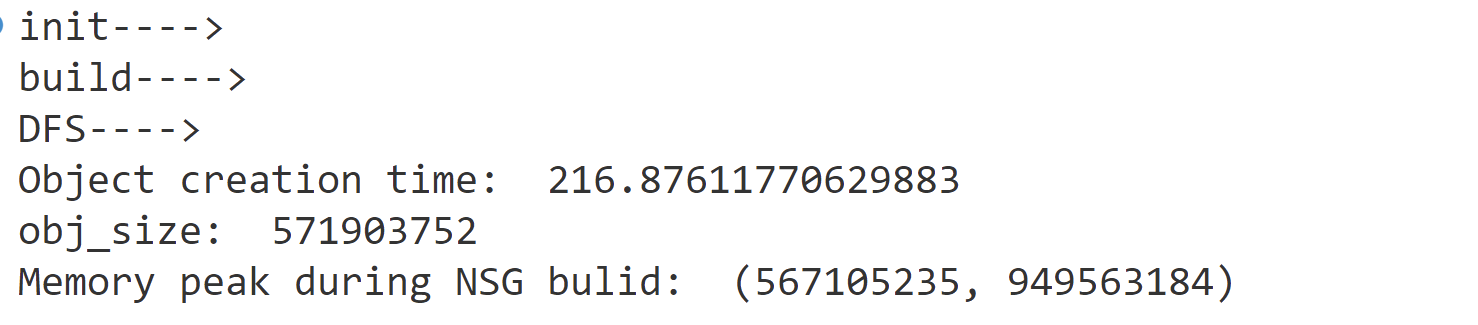 init---->
build---->
DFS---->
Object creation time:  216.87611770629883
obj_size:  571903752
Memory peak during NSG bulid:  (567105235, 949563184)